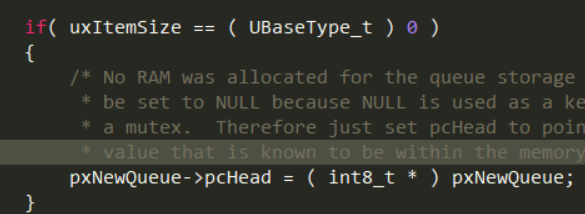 if( uxItemSize == ( UBaseType_t ) 0 )
{
/* No RAM was allocated for the queue storage
* be set to NULL because NULL is used as a ke
* a mutex.  Therefore just set pcHead to poin
* value that is known to be within the memory
pxNewQueue->pcHead = ( int8_t * ) pxNewQueue;
}